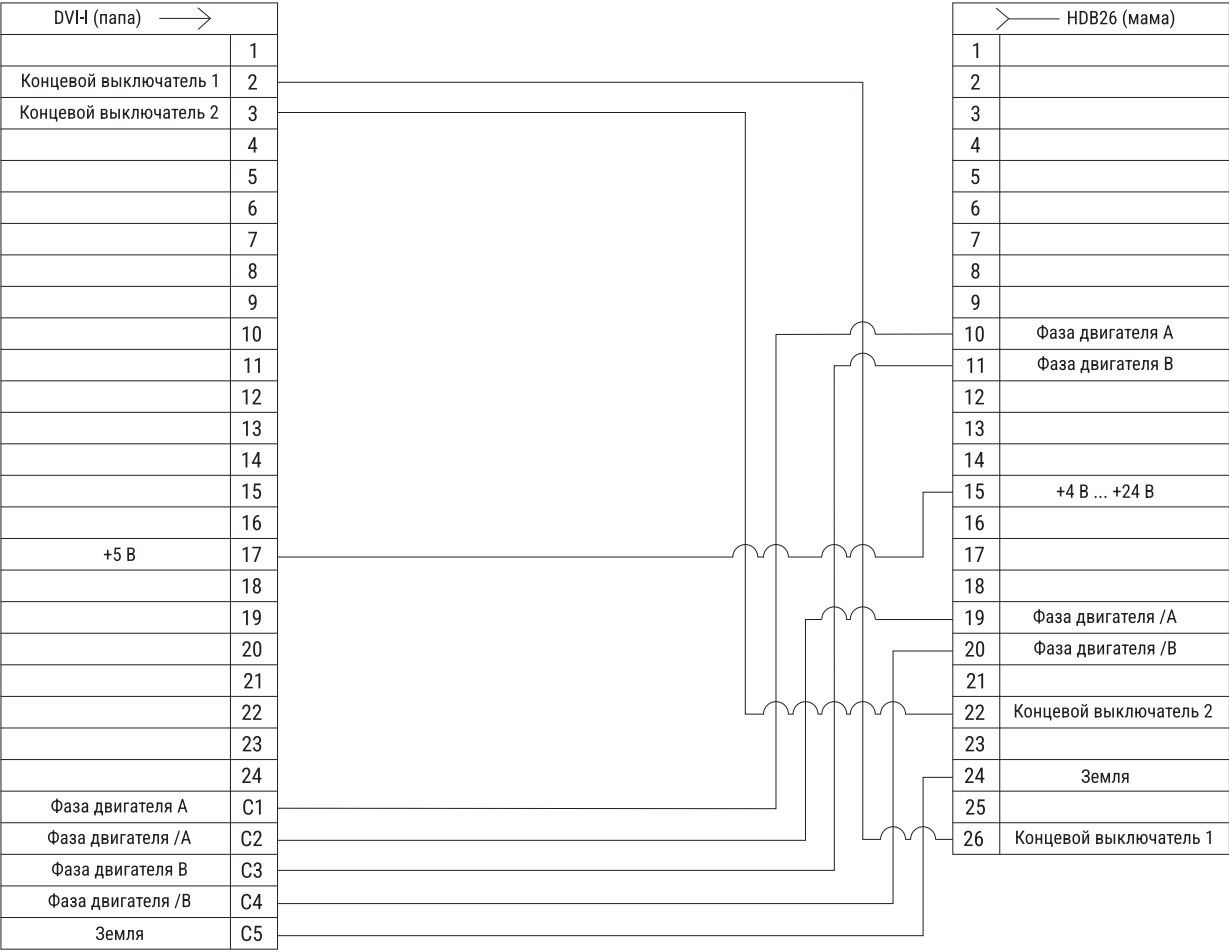 DVI-I (папа)
1
Концевой выключатель 1 2
Концевой выключатель 2 3
4
5
6
7
8
9
10
11
12
13
14
15
16
+5 В 17
18
19
20
21
22
23
24
Фаза двигателя A C1
Фаза двигателя /A C2
Фаза двигателя B C3
Фаза двигателя /B C4
Земля C5
HDB26 (мама)
1
2
3
4
5
6
7
8
9
10 Фаза двигателя A
11 Фаза двигателя B
12
13
14
15 +4 В ... +24 В
16
17
18
19 Фаза двигателя /A
20 Фаза двигателя /B
21
22 Концевой выключатель 2
23
24 Земля
25
26 Концевой выключатель 1